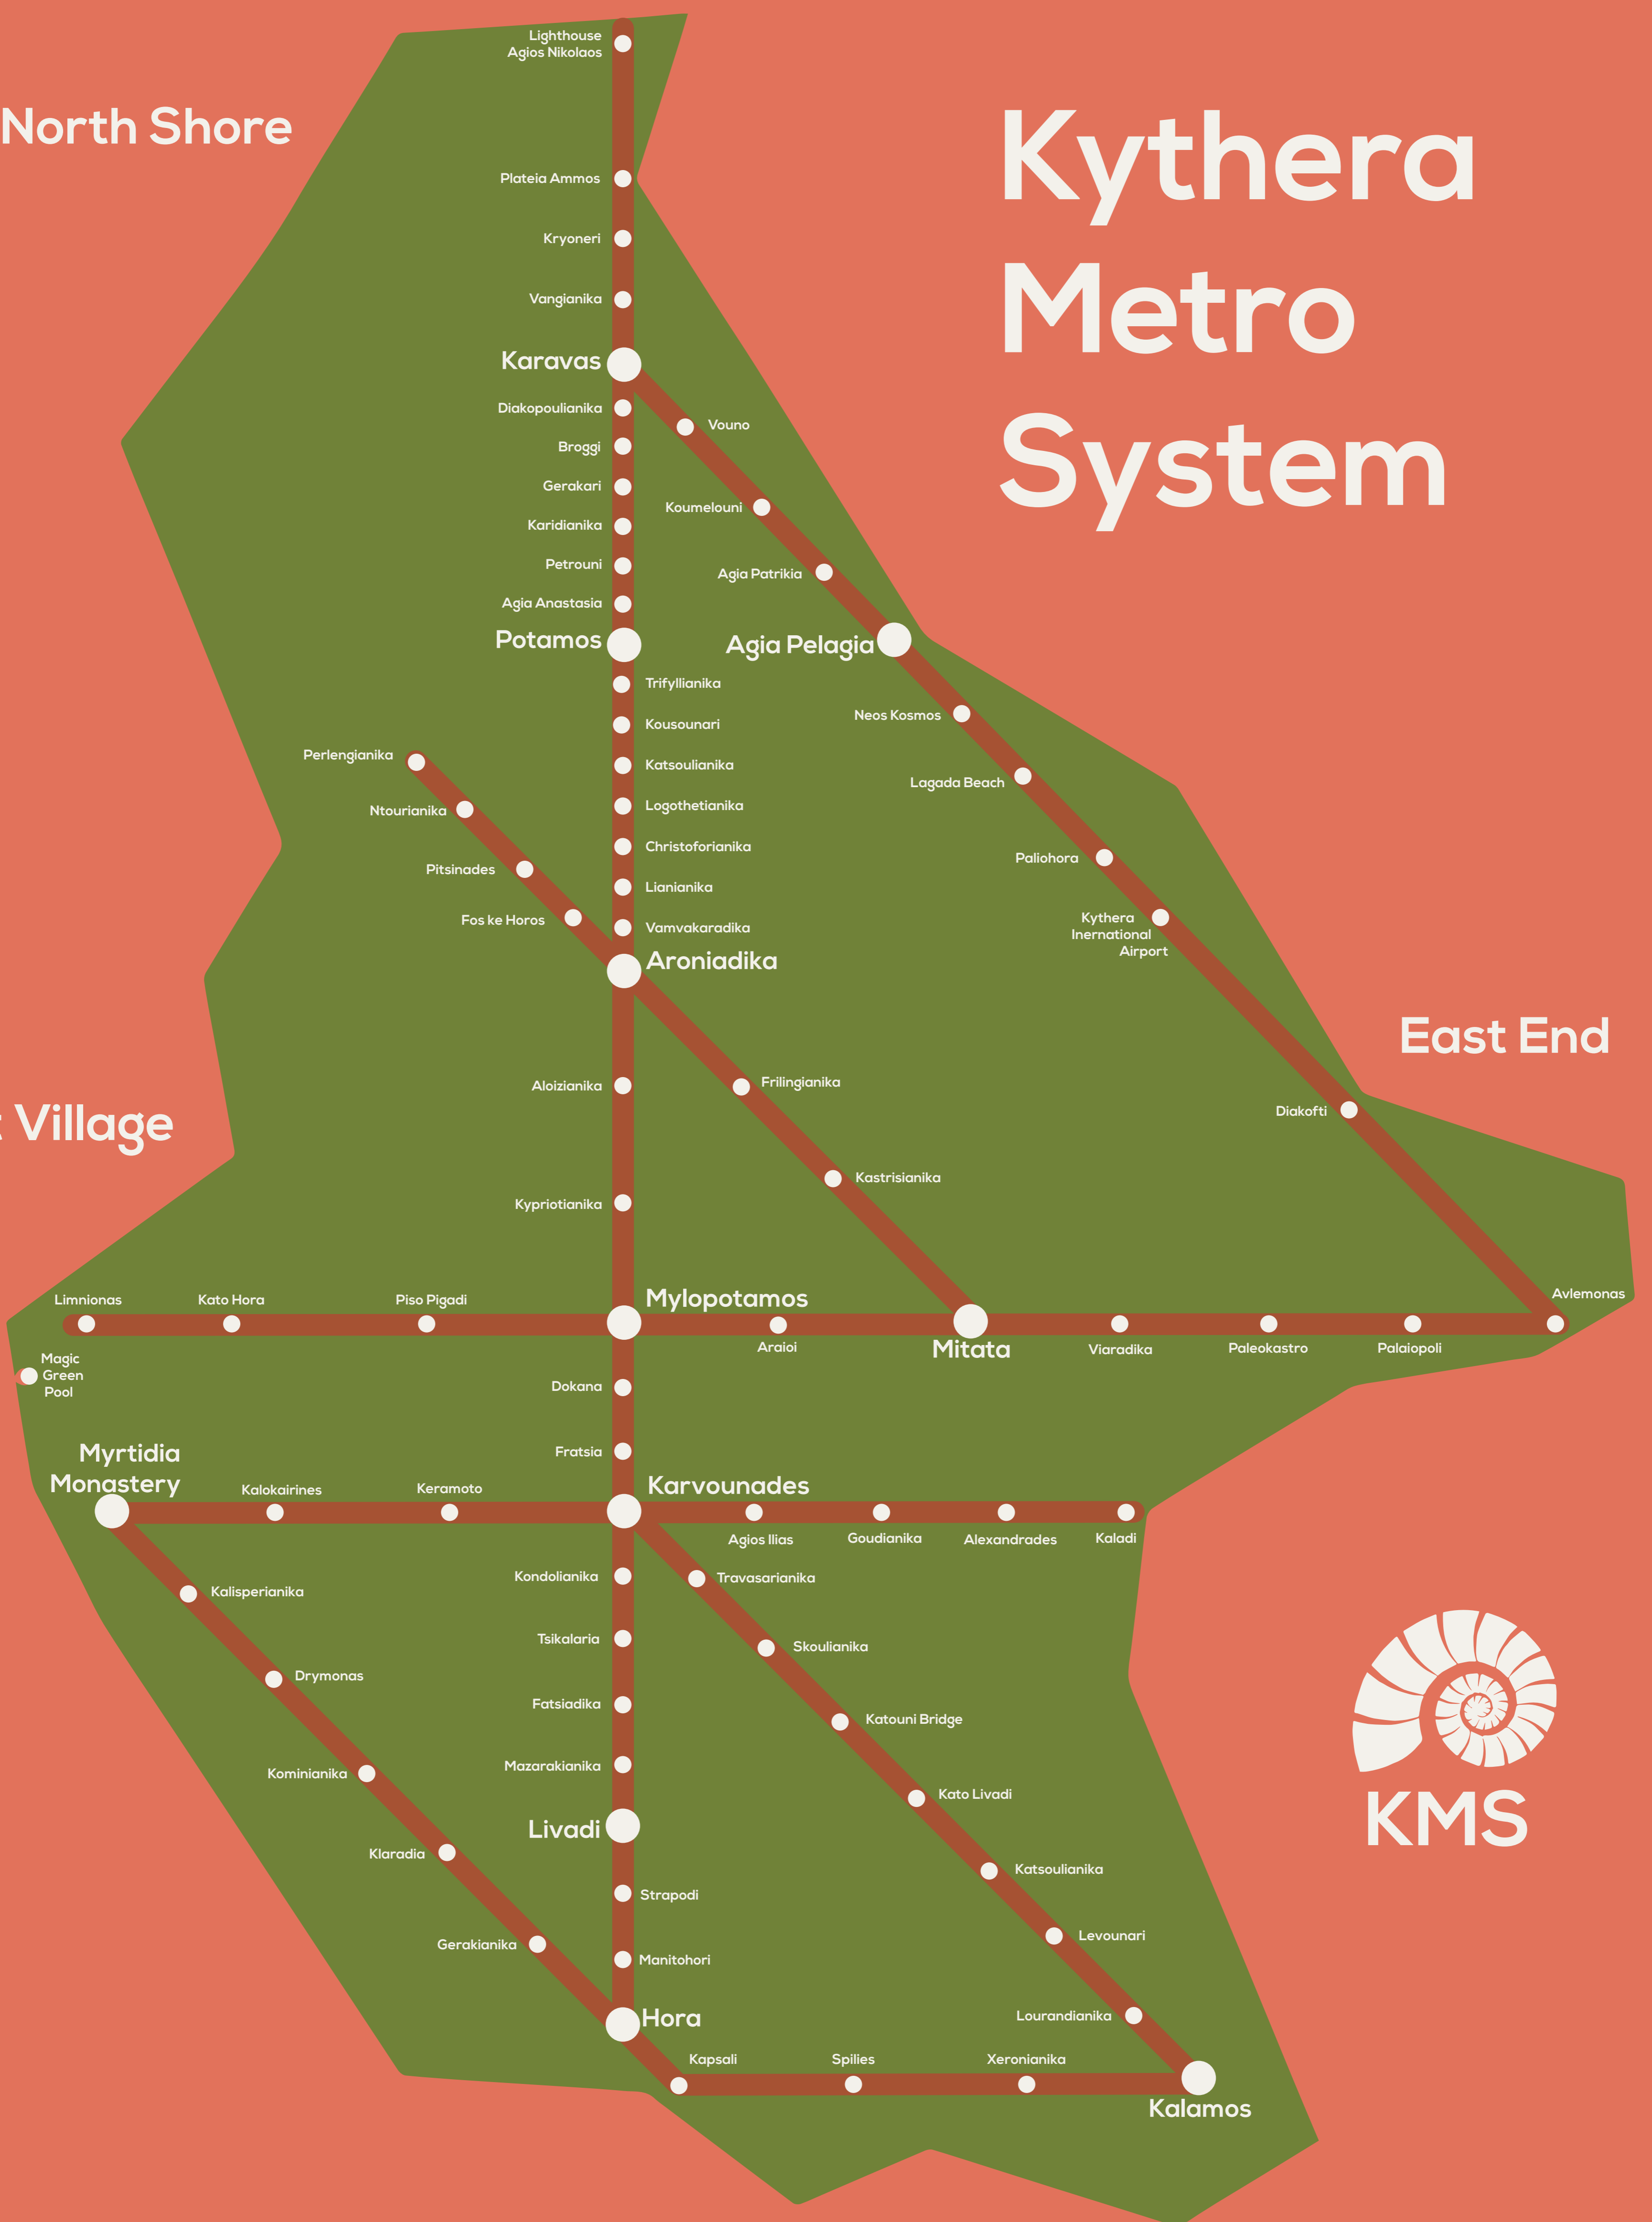 Lighthouse
Agios Nikolaos
North Shore
Kythera
Metro
System
Plateia Ammos
Kryoneri
Vangianika
Karavas
Diakopoulianika
Vouno
Broggi
Gerakari
Koumelouni
Karidianika
Petrouni
Agia Patrikia
Agia Anastasia
Potamos
Agia Pelagia
Trifyllianika
Neos Kosmos
Kousounari
Perlengianika
Katsoulianika
Lagada Beach
Ntourianika
Logothetianika
Christoforianika
Paliohora
Pitsinades
Lianianika
Fos ke Horos
Vamvakaradika
Kythera
Inernational
Airport
Aroniadika
East End
Aloizianika
Frilingianika
Diakofti
Village
Kastrisianika
Kypriotianika
Limnionas
Kato Hora
Piso Pigadi
Mylopotamos
Avlemonas
Araioi
Mitata
Viaradika
Paleokastro
Palaiopoli
Magic
Green
Pool
Dokana
Fratsia
Myrtidia
Monastery
Kalokairines
Keramoto
Karvounades
Agios Ilias
Goudianika
Alexandrades
Kaladi
Kondolianika
Travasarianika
Kalisperianika
Tsikalaria
Skoulianika
Drymonas
Fatsiadika
Katouni Bridge
Kominianika
Mazarakianika
Kato Livadi
KMS
Livadi
Klaradia
Katsoulianika
Strapodi
Levounari
Gerakianika
Manitohori
Hora
Lourandianika
Kapsali
Spilies
Xeronianika
Kalamos